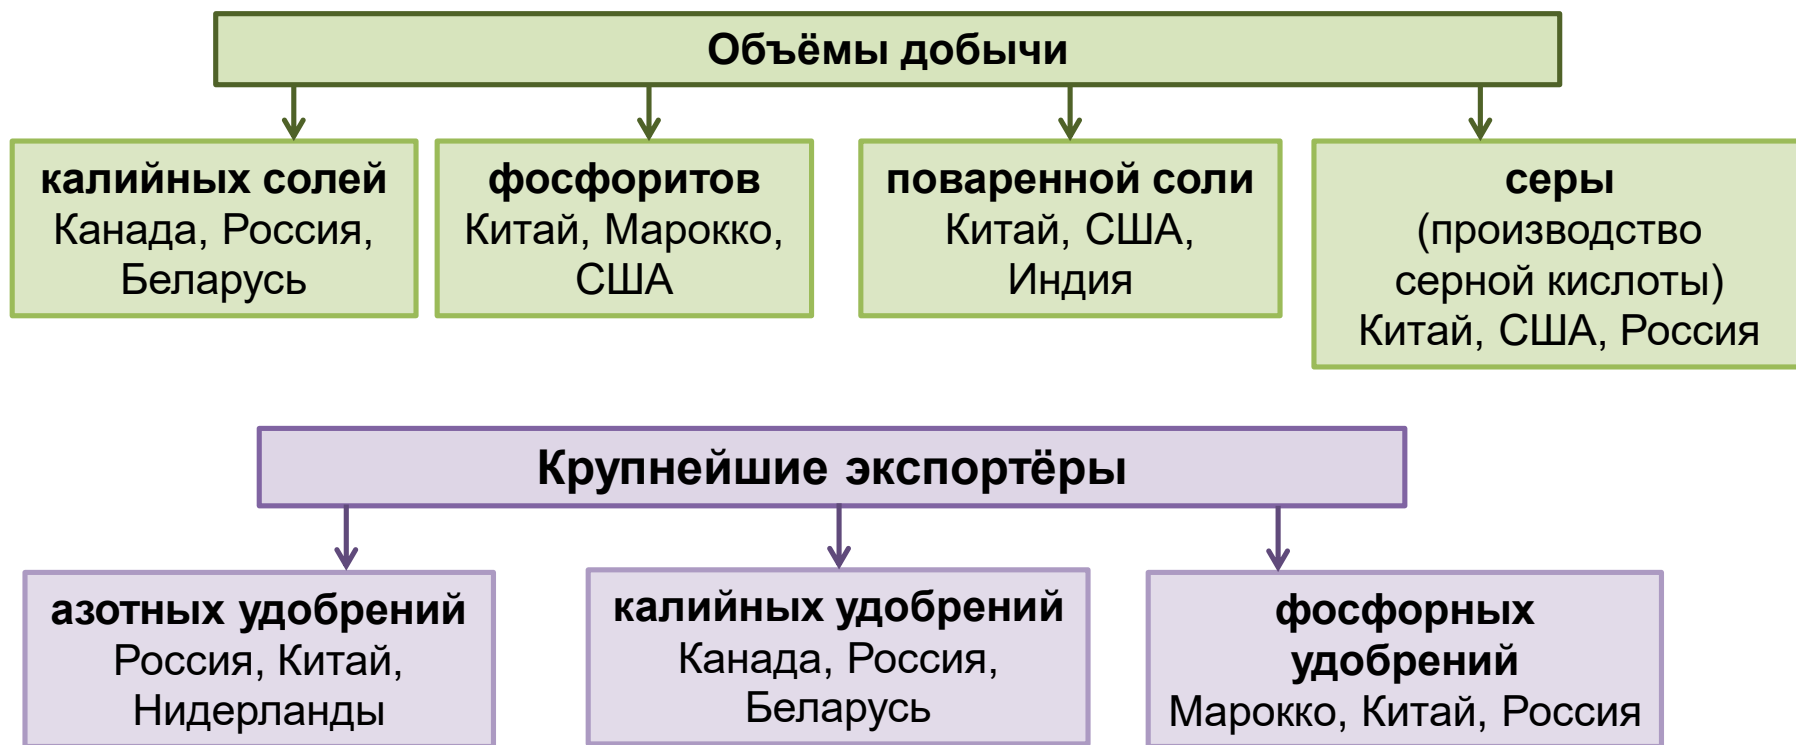 Объёмы добычи
калийных солей
Канада, Россия,
Беларусь
фосфоритов
Китай, Марокко,
США
поваренной соли
Китай, США,
Индия
серы
(производство
серной кислоты)
Китай, США, Россия
Крупнейшие экспортёры
азотных удобрений
Россия, Китай,
Нидерланды
калийных удобрений
Канада, Россия,
Беларусь
фосфорных
удобрений
Марокко, Китай, Россия